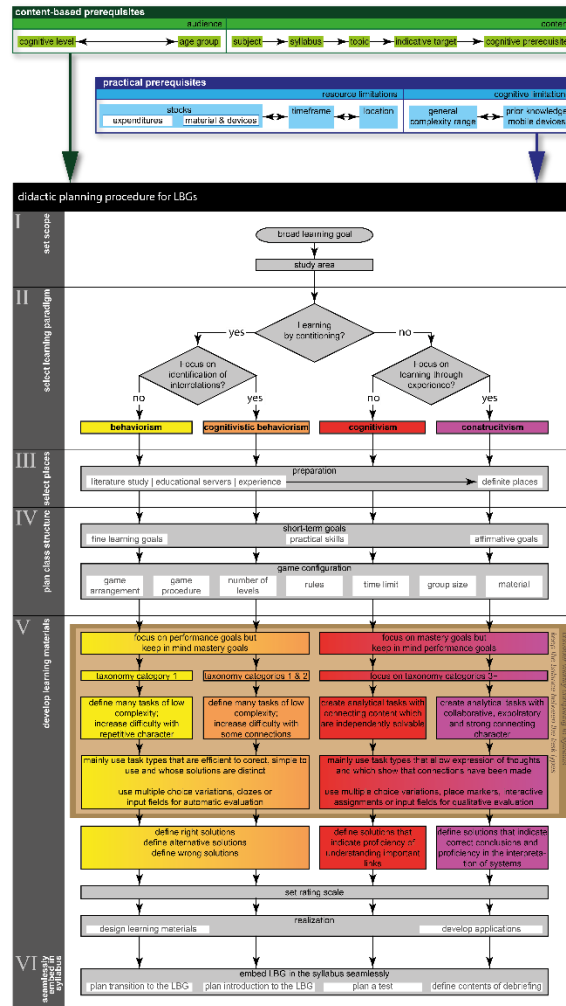 content-based prerequisites
audience
content
cognitive level
age group
subject
syllabus
topic
indicative target
cognitive prerequisite
practical prerequisites
resource limitations
cognitive limitation
stocks
expenditures
material & devices
timeframe
location
general
complexity range
prior knowledge
mobile devices
didactic planning procedure for LBGs
I
set scope
broad learning goal
study area
II
select learning paradigm
Learning
by contitioning?
yes
no
Focus on
identification of
interrelations?
Focus on
learning through
experience?
no
yes
no
yes
behaviorism
cognitivistic behaviorism
cognitivism
constructivism
III
select places
preparation
literature study | educational servers | experience
definite places
IV
plan class structure
short-term goals
fine learning goals
practical skills
affirmative goals
game configuration
game
arrangement
game
procedure
number of
levels
rules
time limit
group size
material
V
develop learning materials
focus on performance goals but
keep in mind mastery goals
focus on mastery goals but
keep in mind performance goals
taxonomy category 1
taxonomy categories 1 & 2
focus on taxonomy categories 3+
define many tasks of low
complexity;
increase difficulty with
repetitive character
define many tasks of low
complexity;
increase difficulty with
some connections
create analytical tasks with
connecting content which
are independently solvable
create analytical tasks with
collaborative, exploratory
and strong connecting
character
mainly use task types that are efficient to corect, simple to
use and whose solutions are distinct
use multiple choice variations, clozes or
input fields for automatic evaluation
mainly use task types that allow expression of thoughts
and which show that connections have been made
use multiple choice variations, place markers, interactive
assignments or input fields for qualitative evaluation
keep the balance between the task types
define right solutions
define alternative solutions
define wrong solutions
define solutions that
indicate proficiency of
understanding important
links
define solutions that indicate
correct conclusions and
proficiency in the interpreta-
tion of systems
set rating scale
realization
design learning materials
develop applications
VI
seamlessly
embed in
syllabus
embed LBG in the syllabus seamlessly
plan transition to the LBG
plan introduction to the LBG
plan a test
define contents of debriefing